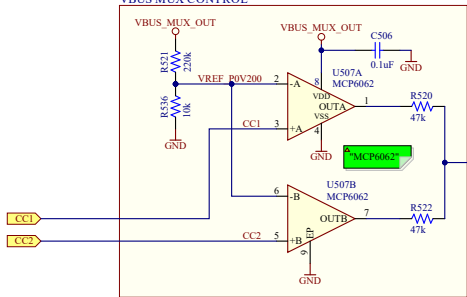 VBUS MUX CONTROL
VBUS_MUX_OUT
VBUS_MUX_OUT
C506
0.1uF
GND
R521
220k
VREF_P0V200
2
-A
8
VDD
U507A
MCP6062
OUTA
1
R520
47k
R536
10k
CC1
3
+A
VSS
4
GND
GND
"MCP6062"
U507B
MCP6062
6
-B
OUTB
7
R522
47k
CC1
CC2
CC2
5
+B
EP
9
GND